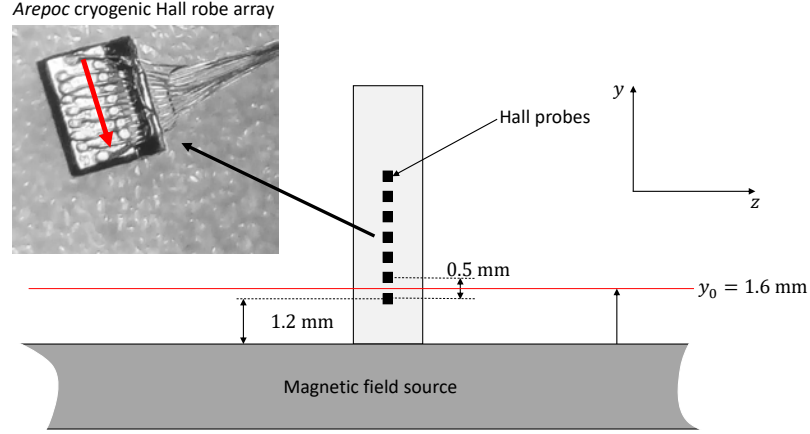 Arepoc cryogenic Hall robe array
y
Hall probes
z
0.5 mm
y₀ = 1.6 mm
1.2 mm
Magnetic field source